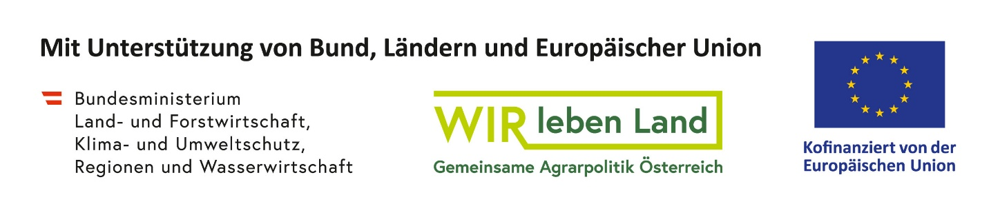 Mit Unterstützung von Bund, Ländern und Europäischer Union
Bundesministerium
Land- und Forstwirtschaft,
Klima- und Umweltschutz,
Regionen und Wasserwirtschaft
WIR leben Land
Gemeinsame Agrarpolitik Österreich
Kofinanziert von der
Europäischen Union